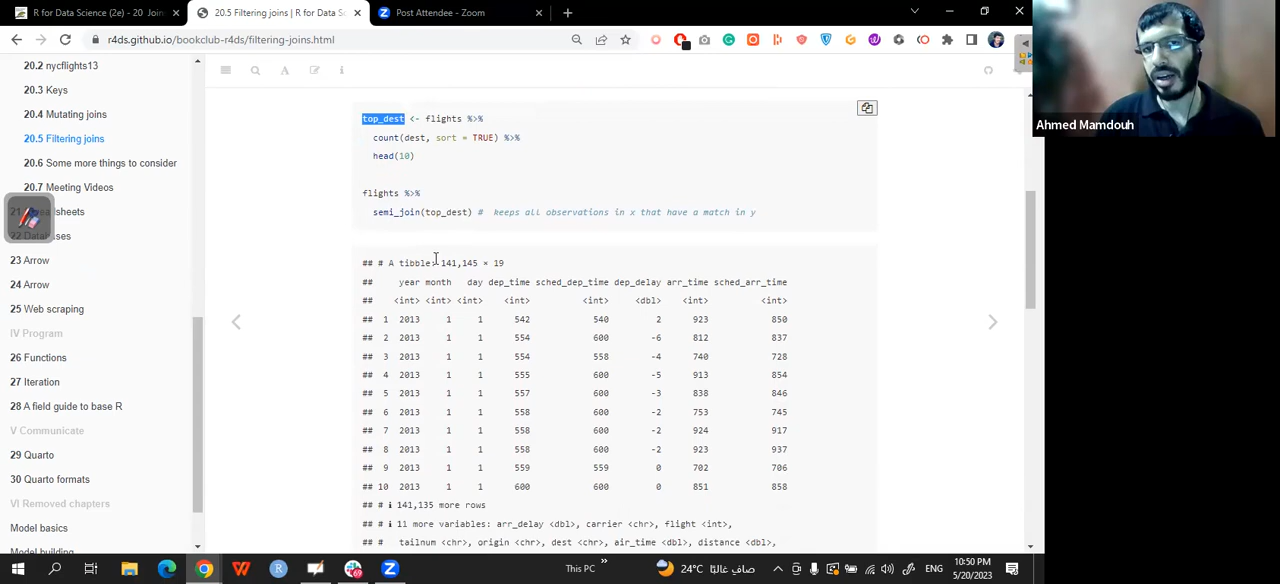 R for Data Science (2e) - 20 Join
20.5 Filtering joins | R for Data Sc
Post Attendee - Zoom
r4ds.github.io/bookclub-r4ds/filtering-joins.html
20.2 nycflights13
20.3 Keys
20.4 Mutating joins
20.5 Filtering joins
20.6 Some more things to consider
20.7 Meeting Videos
eadsheets
22 Databases
23 Arrow
24 Arrow
25 Web scraping
IV Program
26 Functions
27 Iteration
28 A field guide to base R
V Communicate
29 Quarto
30 Quarto formats
VI Removed chapters
Model basics
Model building
top_dest <- flights %>%
count(dest, sort = TRUE) %>%
head(10)
flights %>%
semi_join(top_dest) # keeps all observations in x that have a match in y
## # A tibble: 141,145 × 19
## year month day dep_time sched_dep_time dep_delay arr_time sched_arr_time
## <int> <int> <int> <int> <int> <dbl> <int> <int>
## 1 2013 1 1 542 540 2 923 850
## 2 2013 1 1 554 600 -6 812 837
## 3 2013 1 1 554 558 -4 740 728
## 4 2013 1 1 555 600 -5 913 854
## 5 2013 1 1 557 600 -3 838 846
## 6 2013 1 1 558 600 -2 753 745
## 7 2013 1 1 558 600 -2 924 917
## 8 2013 1 1 558 600 -2 923 937
## 9 2013 1 1 559 559 0 702 706
## 10 2013 1 1 600 600 0 851 858
## # ℹ 141,135 more rows
## # ℹ 11 more variables: arr_delay <dbl>, carrier <chr>, flight <int>,
## # tailnum <chr>, origin <chr>, dest <chr>, air_time <dbl>, distance <dbl>,
Ahmed Mamdouh
This PC
24°C صافي غالبًا
ENG
10:50 PM
5/20/2023